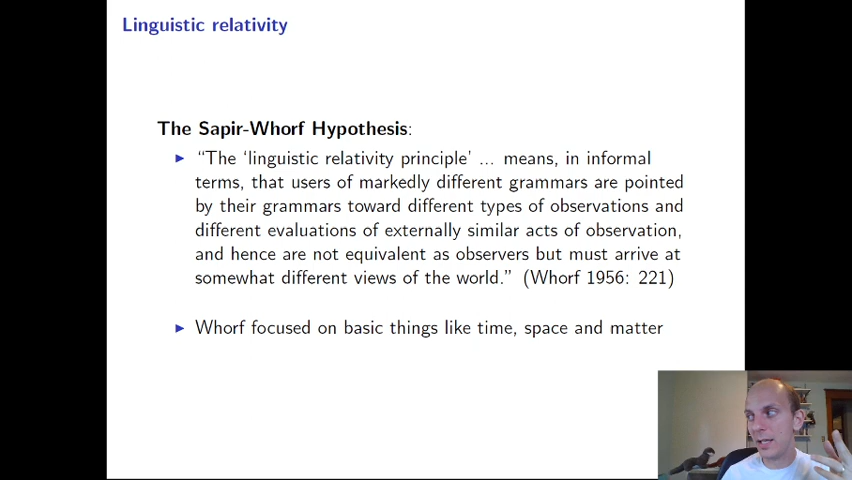 Linguistic relativity
The Sapir-Whorf Hypothesis:
▶ “The ‘linguistic relativity principle’ ... means, in informal
terms, that users of markedly different grammars are pointed
by their grammars toward different types of observations and
different evaluations of externally similar acts of observation,
and hence are not equivalent as observers but must arrive at
somewhat different views of the world.” (Whorf 1956: 221)
▶ Whorf focused on basic things like time, space and matter